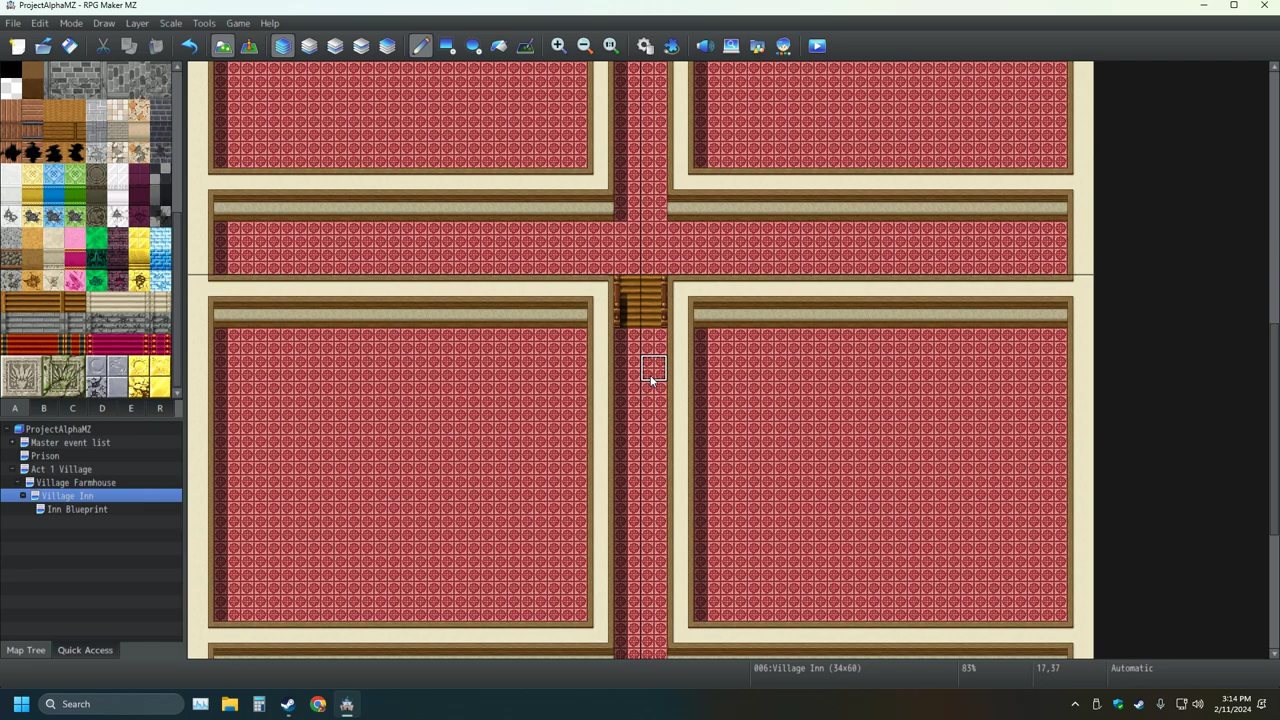 ProjectAlphaMZ - RPG Maker MZ
File Edit Mode Draw Layer Scale Tools Game Help
A B C D E R
ProjectAlphaMZ
Master event list
Prison
Act 1 Village
Village Farmhouse
Village Inn
Inn Blueprint
Map Tree Quick Access
006:Village Inn (34×60) 83% 17,37 Automatic
Search
3:14 PM
2/11/2024